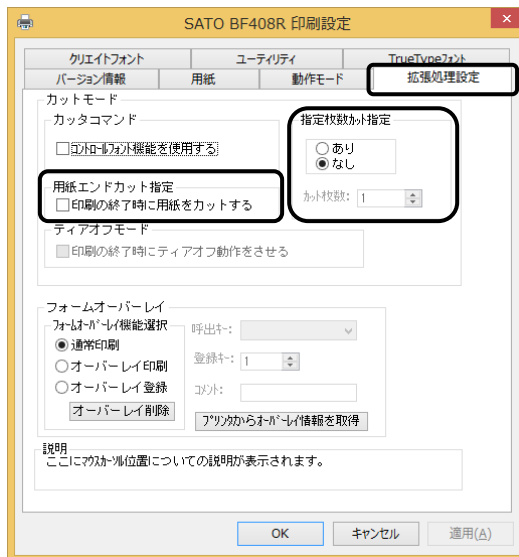 SATO BF408R 印刷設定
クリエイトフォント ユーティリティ TrueTypeフォント
バージョン情報 用紙 動作モード 拡張処理設定
カットモード
カッタコマンド
コントロールフォント機能を使用する
指定枚数カット指定
あり
なし
カット枚数: 1
用紙エンドカット指定
印刷の終了時に用紙をカットする
ティアオフモード
印刷の終了時にティアオフ動作をさせる
フォームオーバーレイ
フォームオーバーレイ機能選択
通常印刷
オーバーレイ印刷
オーバーレイ登録
オーバーレイ削除
呼出キー:
登録キー: 1
コメント:
プリンタからオーバーレイ情報を取得
説明
ここにマウスカーソル位置についての説明が表示されます。
OK キャンセル 適用(A)